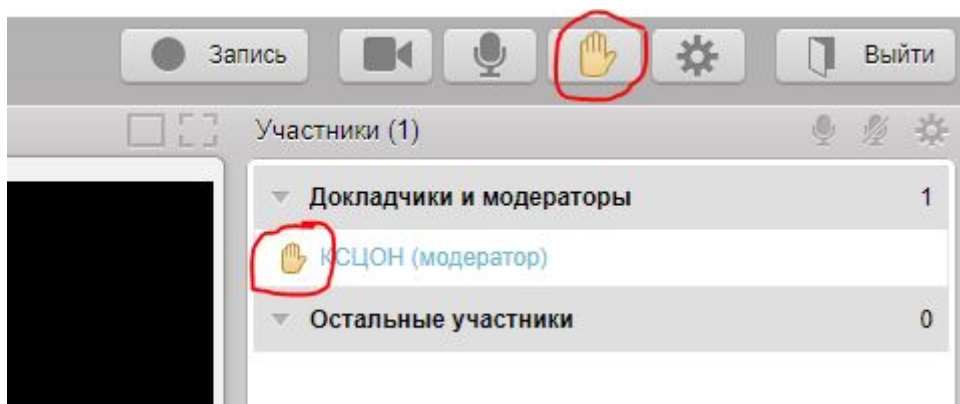 Запись
Выйти
Участники (1)
Докладчики и модераторы 1
КСЦОН (модератор)
Остальные участники 0